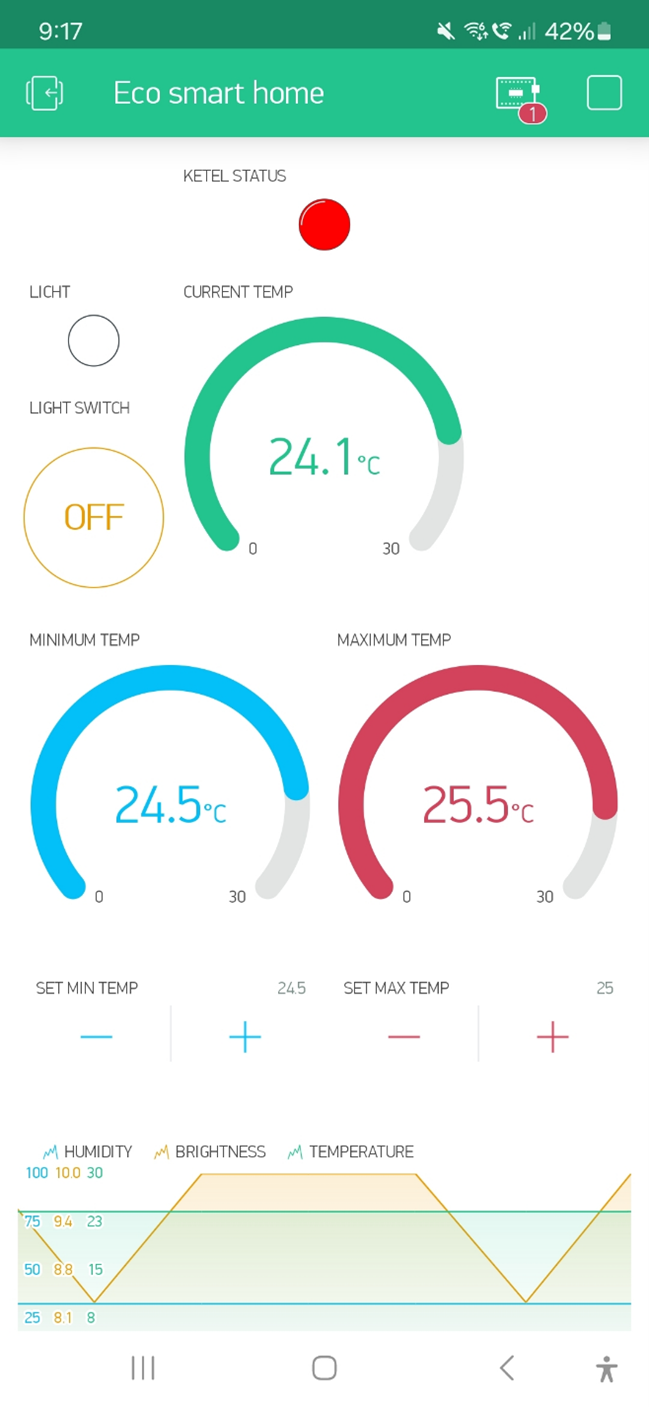 9:17 42%
Eco smart home 1
KETEL STATUS
LICHT CURRENT TEMP
LIGHT SWITCH
24.1°C
OFF
0 30
MINIMUM TEMP MAXIMUM TEMP
24.5°C 25.5°C
0 30 0 30
SET MIN TEMP 24.5 SET MAX TEMP 25
HUMIDITY BRIGHTNESS TEMPERATURE
100 10.0 30
75 9.4 23
50 8.8 15
25 8.1 8